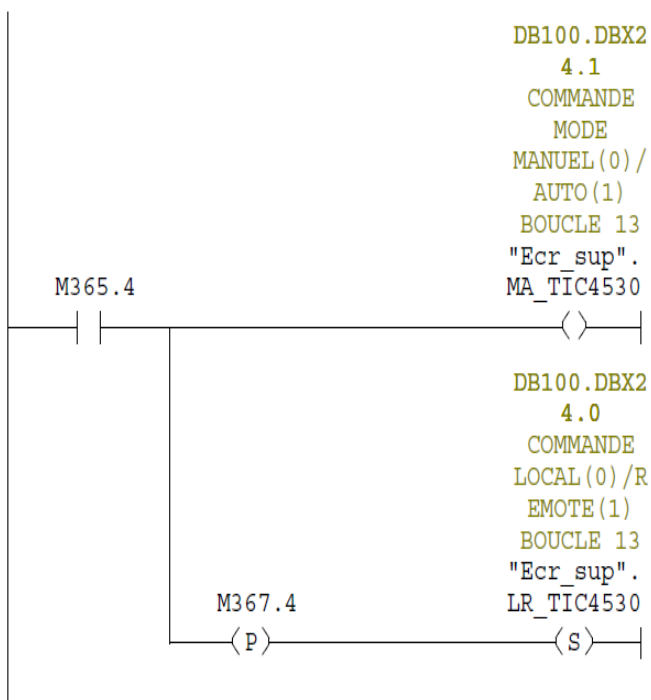 DB100.DBX2
4.1
COMMANDE
MODE
MANUEL(0)/
AUTO(1)
BOUCLE 13
"Ecr_sup".
M365.4
MA_TIC4530
DB100.DBX2
4.0
COMMANDE
LOCAL(0)/R
EMOTE(1)
BOUCLE 13
"Ecr_sup".
M367.4
LR_TIC4530
P
S